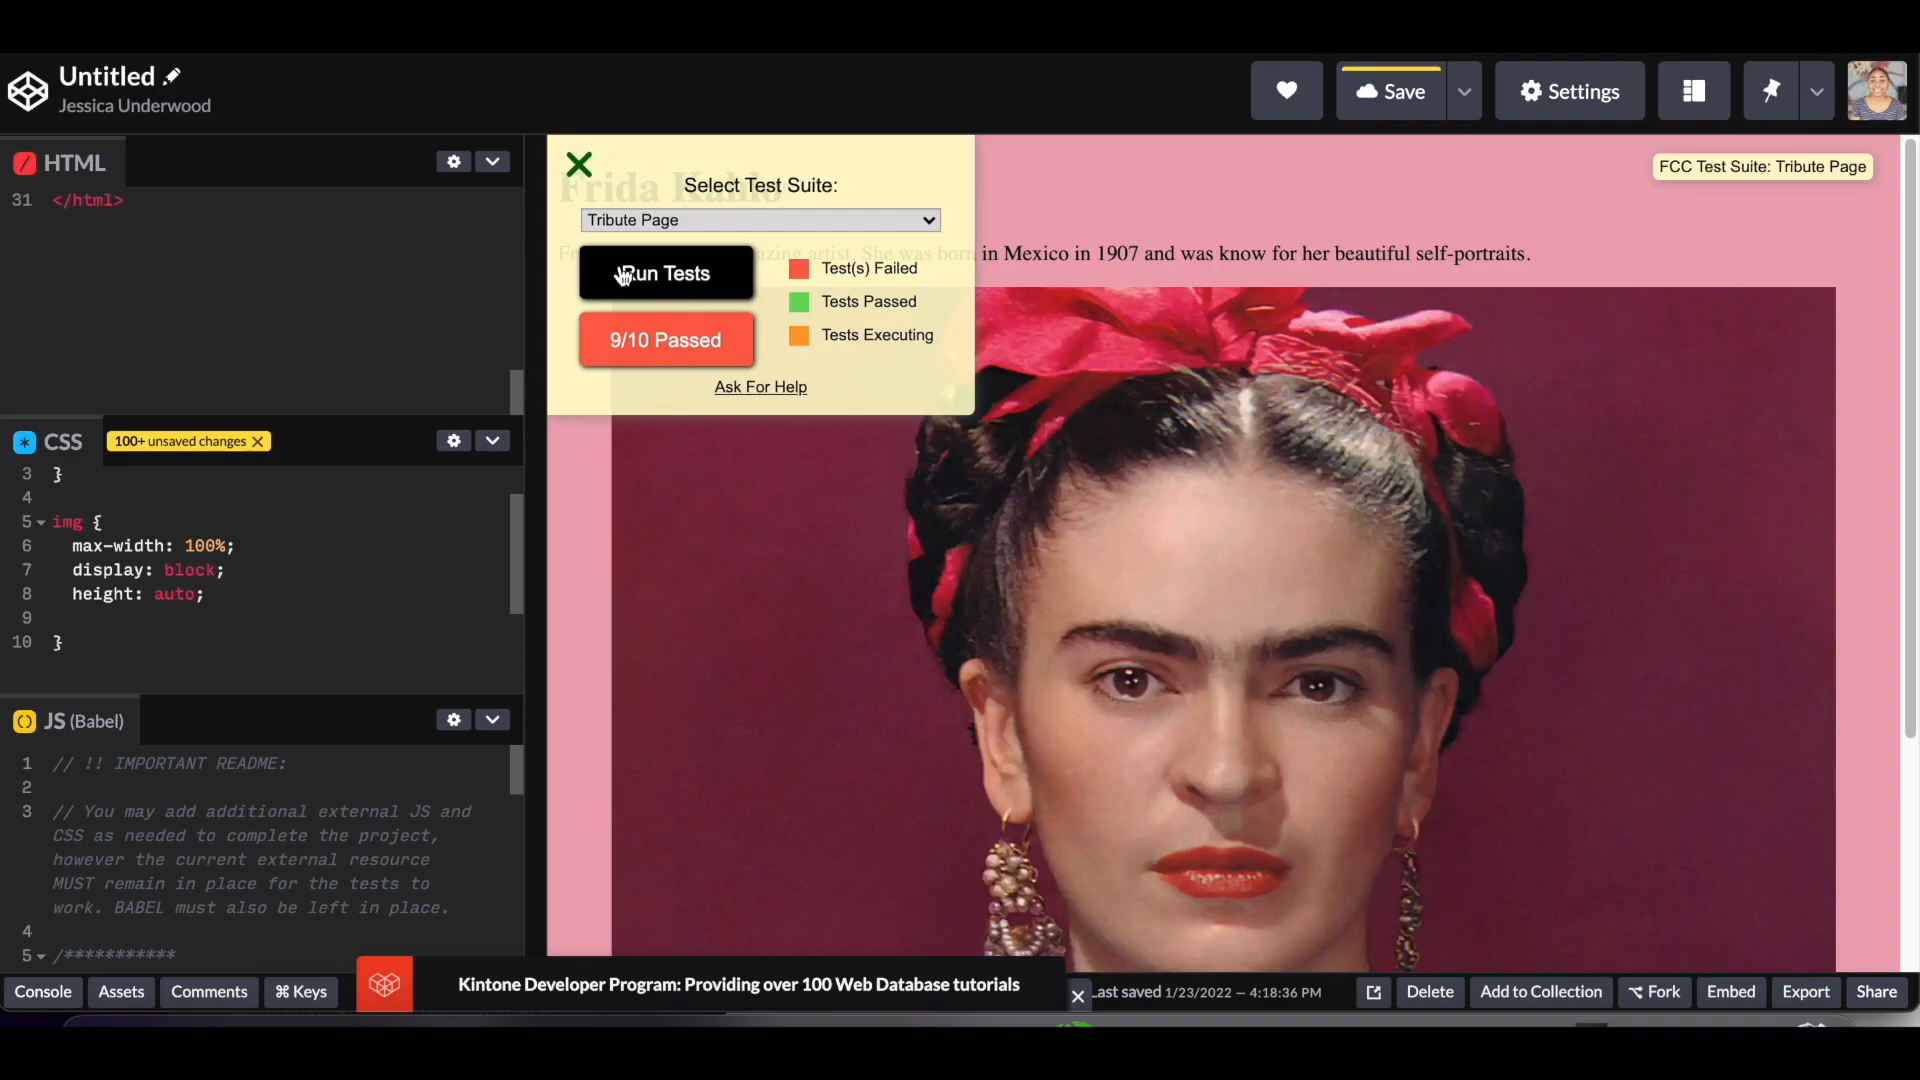 Untitled
Jessica Underwood
Save
Settings
HTML
31 </html>
CSS
100+ unsaved changes
3 }
4
5 img {
6 max-width: 100%;
7 display: block;
8 height: auto;
9
10 }
JS (Babel)
1 // !! IMPORTANT README:
2
3 // You may add additional external JS and
CSS as needed to complete the project,
however the current external resource
MUST remain in place for the tests to
work. BABEL must also be left in place.
4
5 /***********
Frida Kahlo
Select Test Suite:
Tribute Page
Run Tests
9/10 Passed
Test(s) Failed
Tests Passed
Tests Executing
Ask For Help
FCC Test Suite: Tribute Page
artist. She was born in Mexico in 1907 and was know for her beautiful self-portraits.
Console
Assets
Comments
⌘ Keys
Kintone Developer Program: Providing over 100 Web Database tutorials
Last saved 1/23/2022 – 4:18:36 PM
Delete
Add to Collection
Fork
Embed
Export
Share